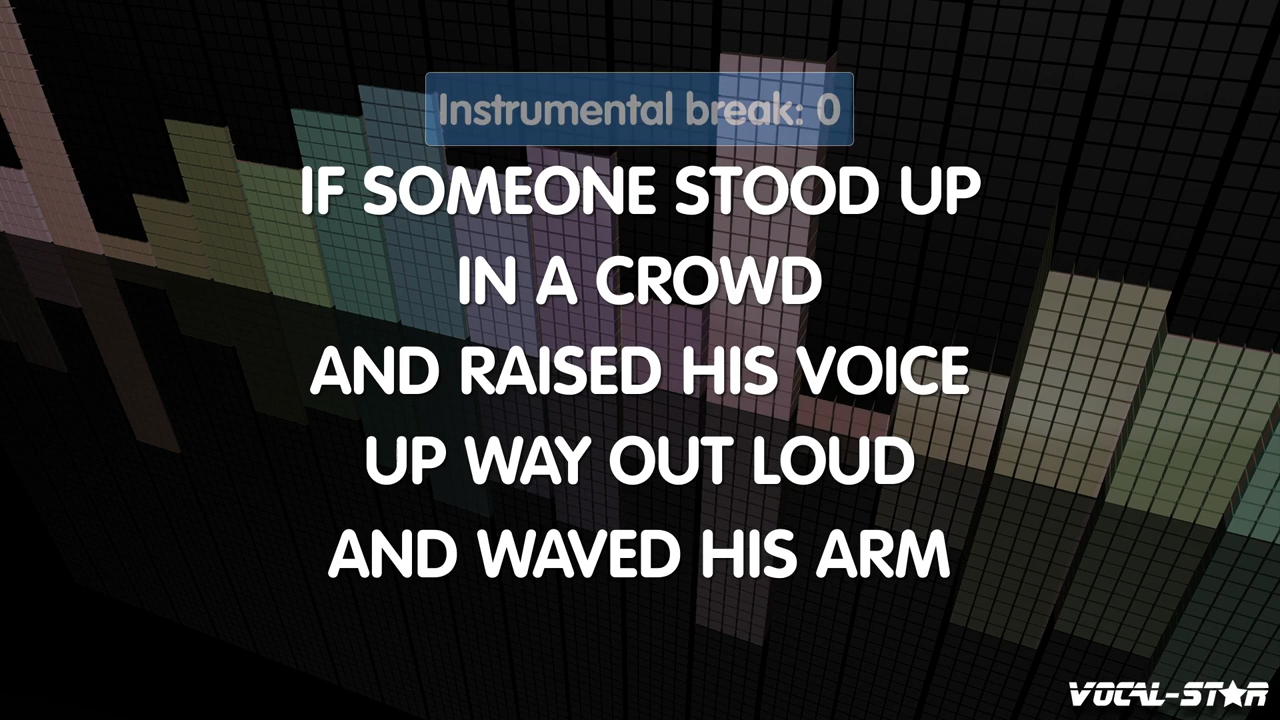 Instrumental break: 0
IF SOMEONE STOOD UP
IN A CROWD
AND RAISED HIS VOICE
UP WAY OUT LOUD
AND WAVED HIS ARM
VOCAL-STAR